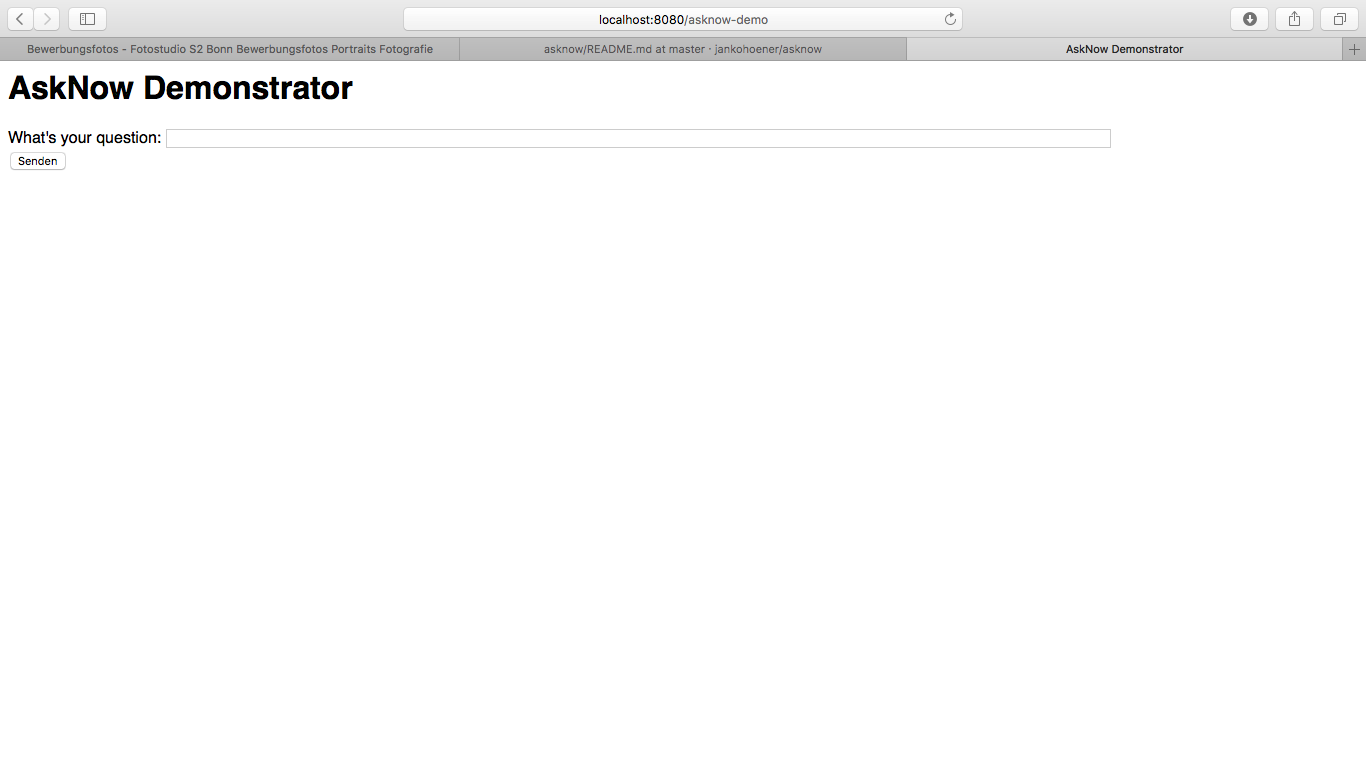 localhost:8080/asknow-demo
Bewerbungsfotos - Fotostudio S2 Bonn Bewerbungsfotos Portraits Fotografie
asknow/README.md at master · jankohoener/asknow
AskNow Demonstrator
AskNow Demonstrator
What's your question:
Senden